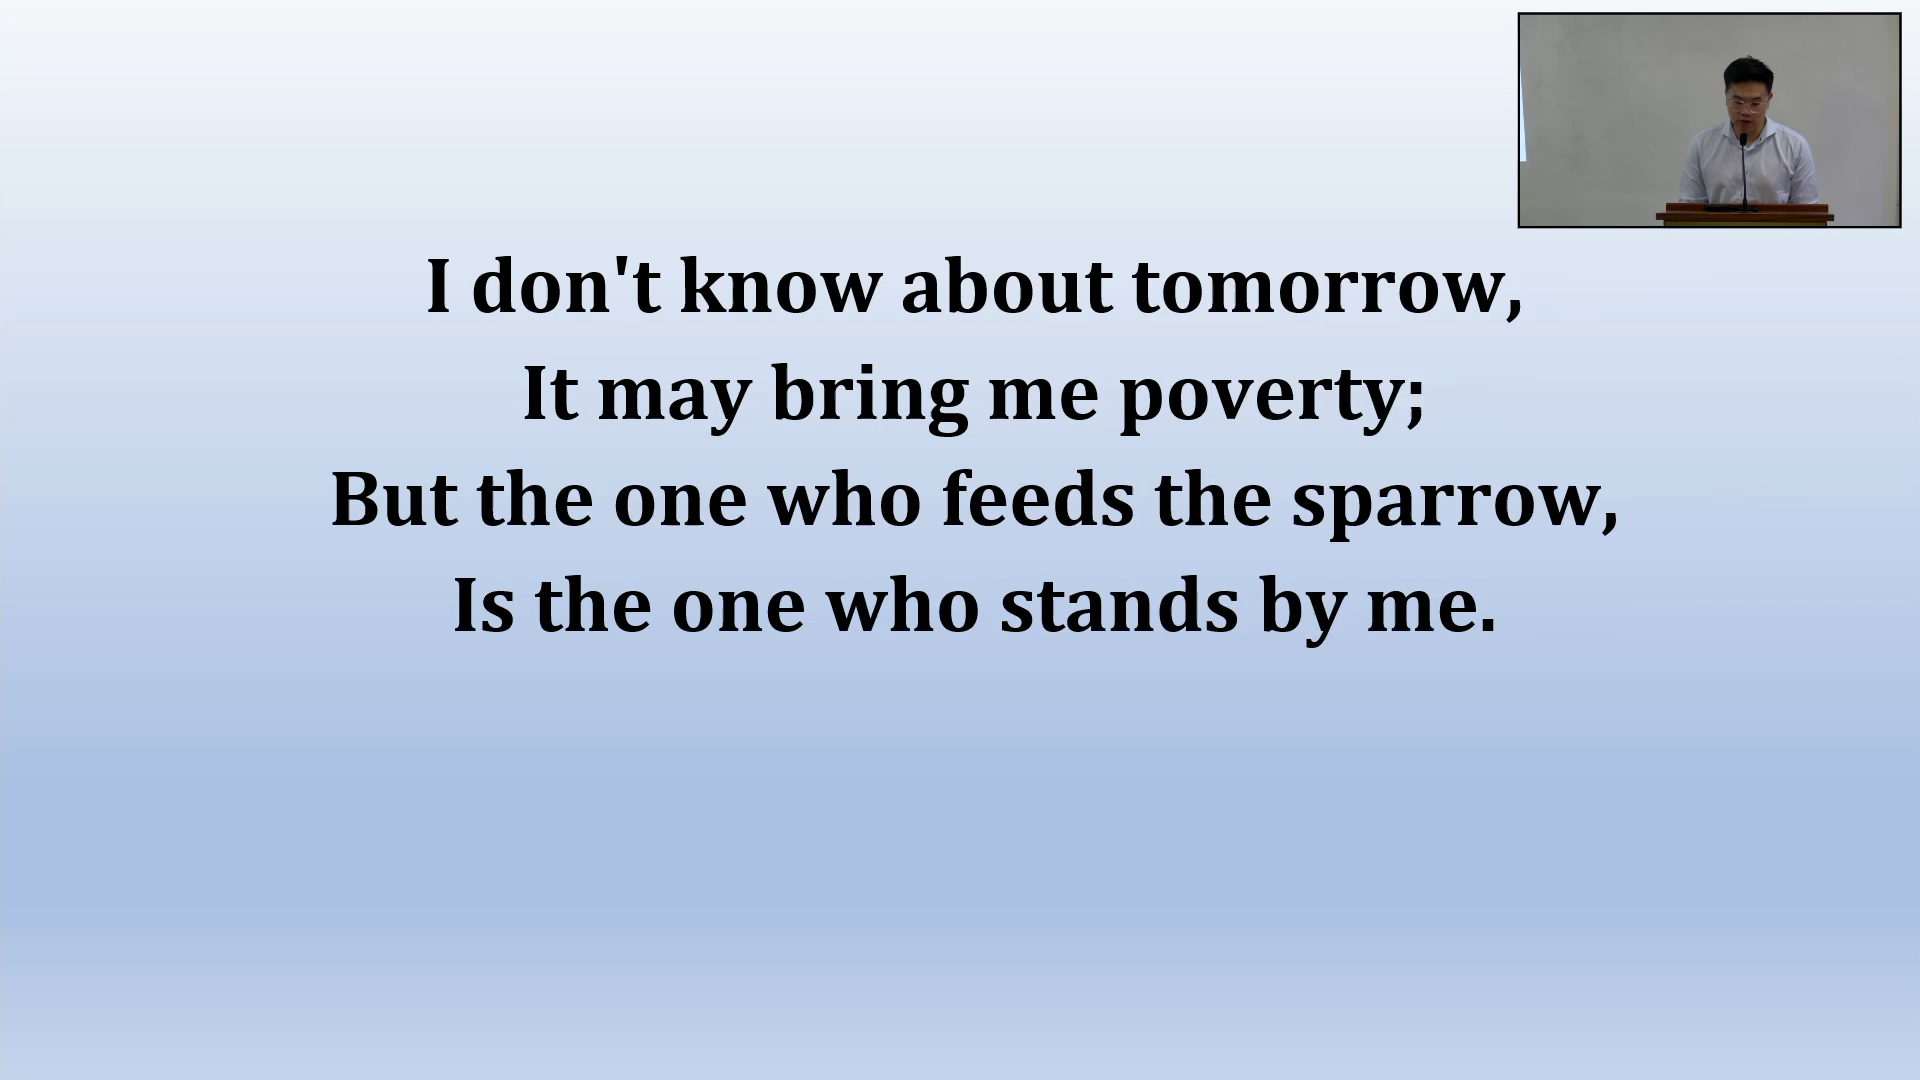 I don't know about tomorrow,
It may bring me poverty;
But the one who feeds the sparrow,
Is the one who stands by me.